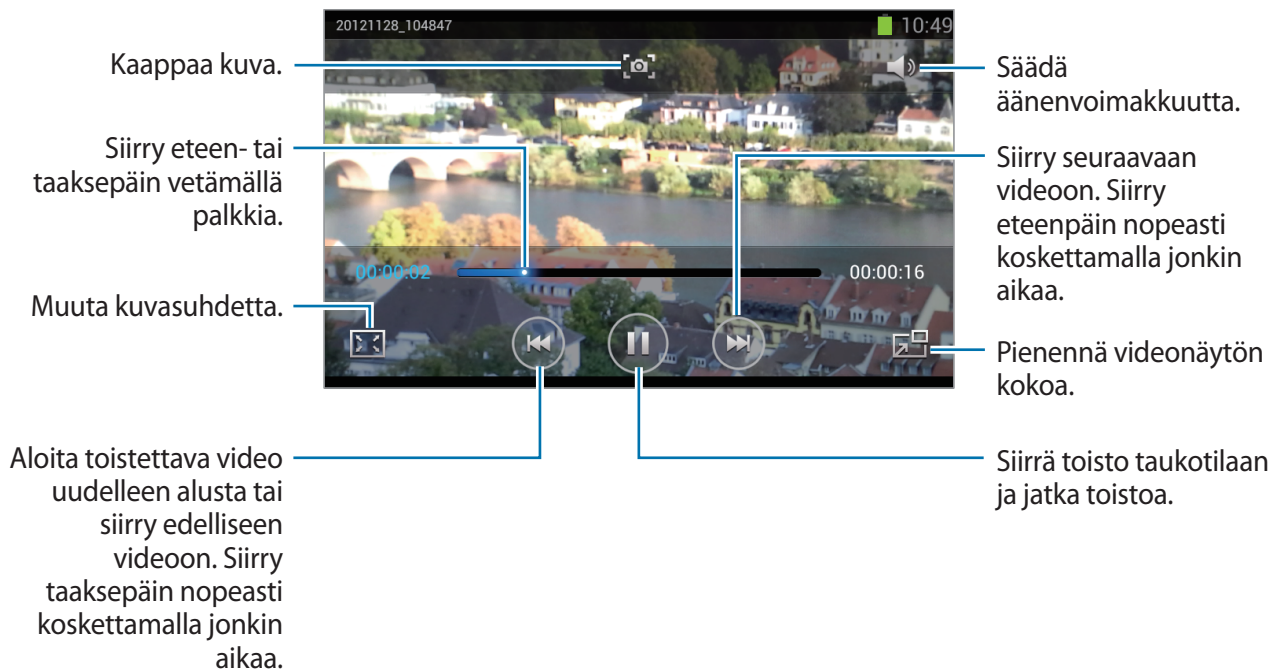 20121128_104847
10:49
Kaappaa kuva.
Säädä
äänenvoimakkuutta.
Siirry eteen- tai
taaksepäin vetämällä
palkkia.
Siirry seuraavaan
videoon. Siirry
eteenpäin nopeasti
koskettamalla jonkin
aikaa.
00:00:02
00:00:16
Muuta kuvasuhdetta.
Pienennä videonäytön
kokoa.
Aloita toistettava video
uudelleen alusta tai
siirry edelliseen
videoon. Siirry
taaksepäin nopeasti
koskettamalla jonkin
aikaa.
Siirrä toisto taukotilaan
ja jatka toistoa.